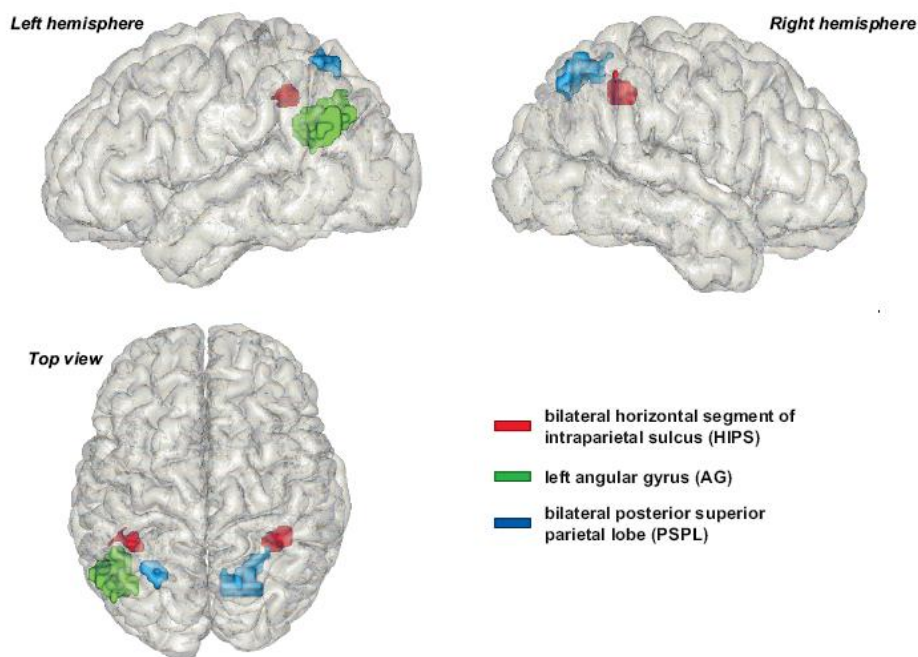 Left hemisphere
Right hemisphere
Top view
bilateral horizontal segment of
intraparietal sulcus (HIPS)
left angular gyrus (AG)
bilateral posterior superior
parietal lobe (PSPL)